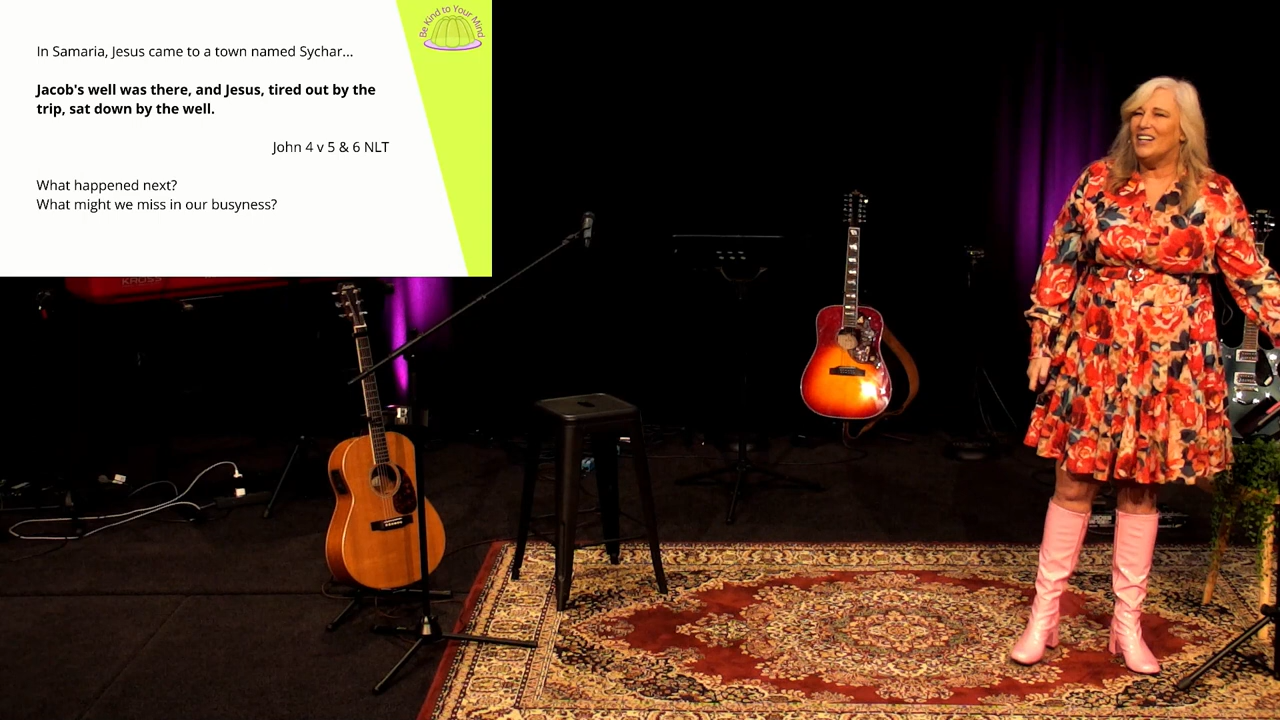 Be Kind to Your Mind
In Samaria, Jesus came to a town named Sychar...
Jacob's well was there, and Jesus, tired out by the
trip, sat down by the well.
John 4 v 5 & 6 NLT
What happened next?
What might we miss in our busyness?
KROSS